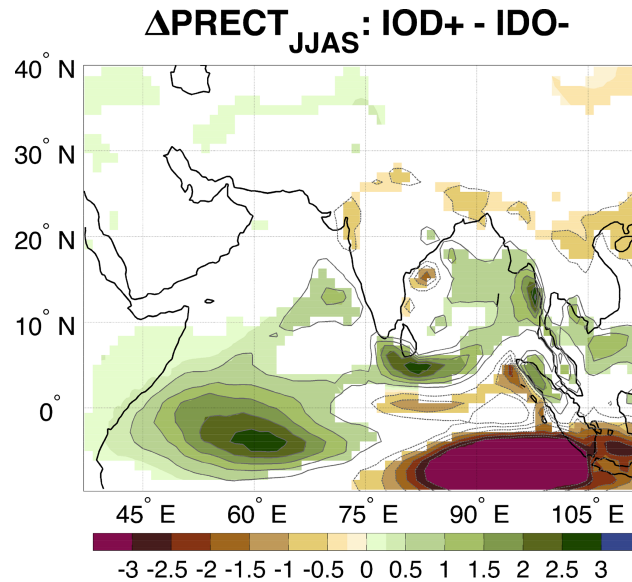 ΔPRECT_JJAS: IOD+ - IDO-
40° N
30° N
20° N
10° N
0°
45° E 60° E 75° E 90° E 105° E
-3 -2.5 -2 -1.5 -1 -0.5 0 0.5 1 1.5 2 2.5 3